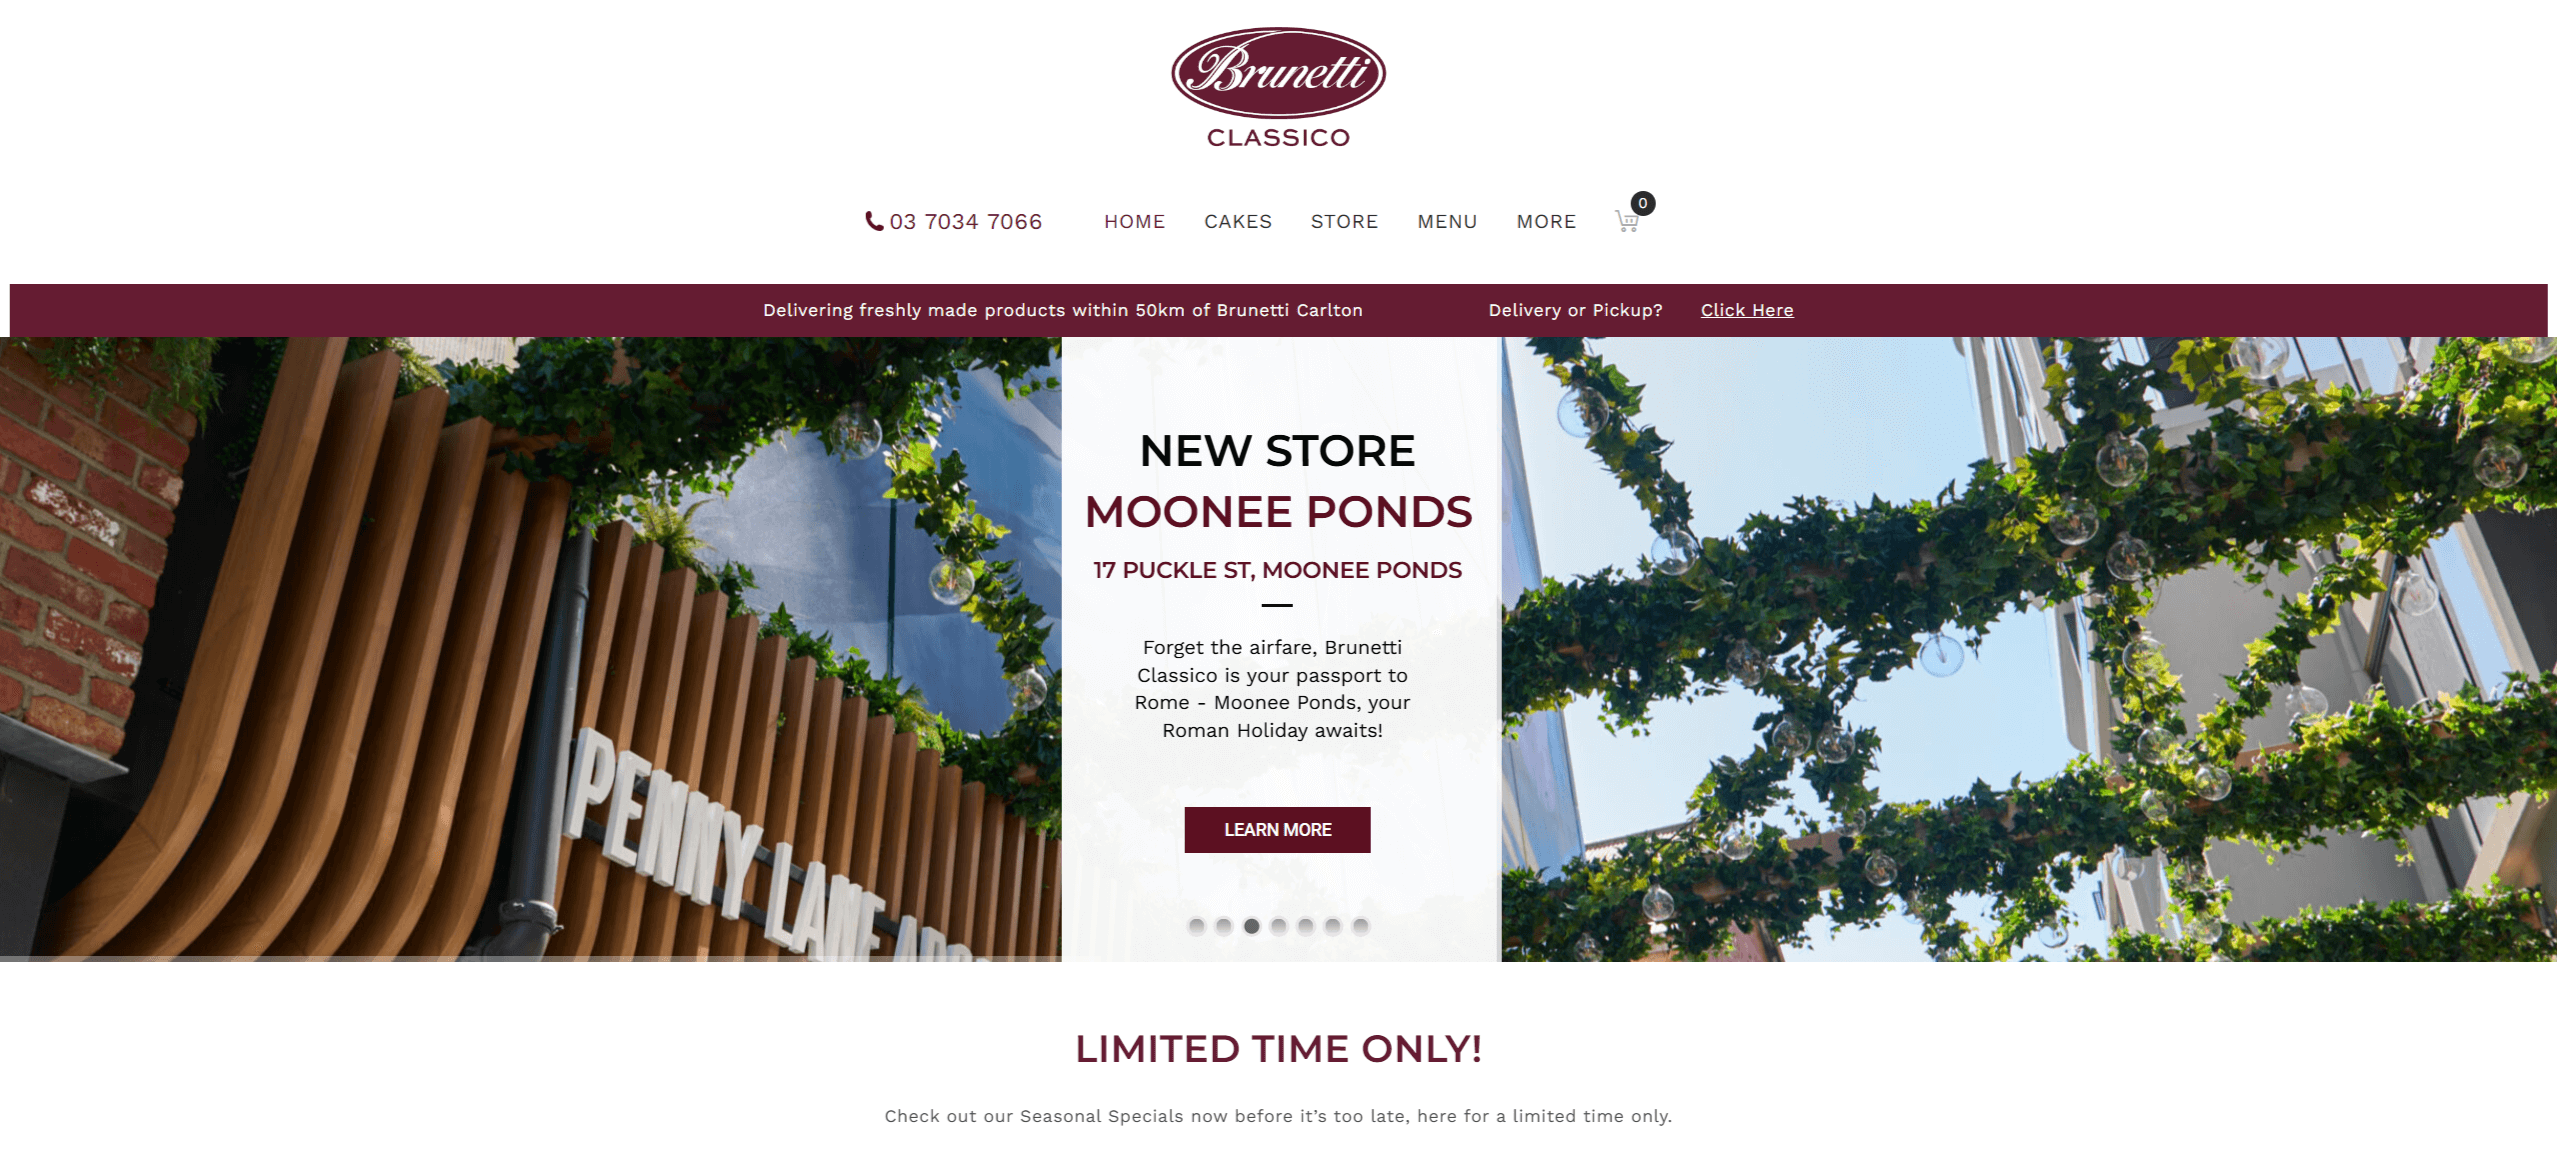 Brunetti
CLASSICO
03 7034 7066 HOME CAKES STORE MENU MORE 0
Delivering freshly made products within 50km of Brunetti Carlton Delivery or Pickup? Click Here
NEW STORE
MOONEE PONDS
17 PUCKLE ST, MOONEE PONDS
Forget the airfare, Brunetti
Classico is your passport to
Rome - Moonee Ponds, your
Roman Holiday awaits!
LEARN MORE
PENNY LANE
LIMITED TIME ONLY!
Check out our Seasonal Specials now before it’s too late, here for a limited time only.